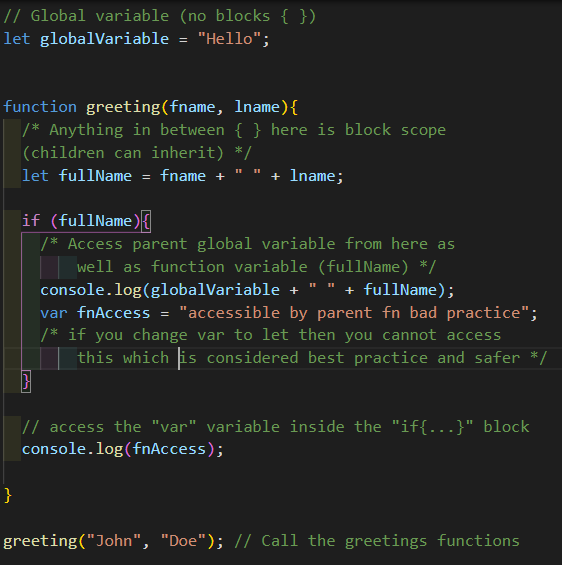 // Global variable (no blocks { })
let globalVariable = "Hello";
function greeting(fname, lname){
/* Anything in between { } here is block scope
(children can inherit) */
let fullName = fname + " " + lname;
if (fullName){
/* Access parent global variable from here as
well as function variable (fullName) */
console.log(globalVariable + " " + fullName);
var fnAccess = "accessible by parent fn bad practice";
/* if you change var to let then you cannot access
this which is considered best practice and safer */
}
// access the "var" variable inside the "if{...}" block
console.log(fnAccess);
}
greeting("John", "Doe"); // Call the greetings functions